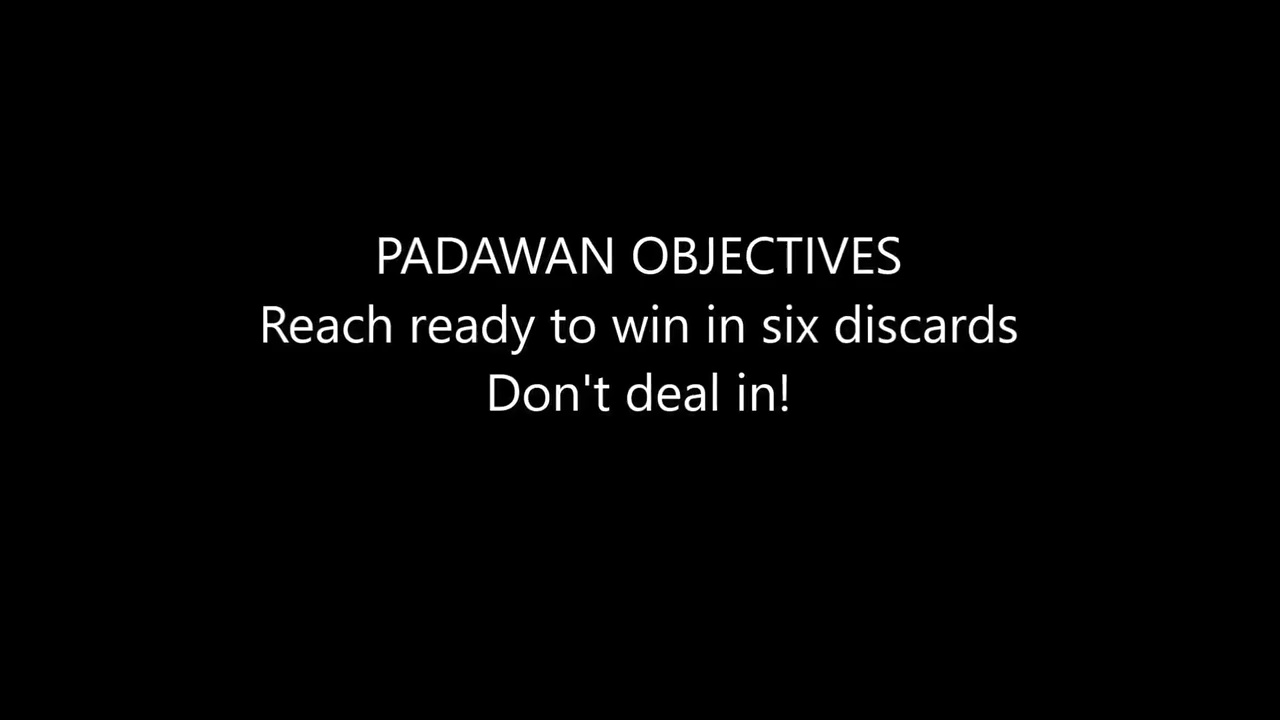 PADAWAN OBJECTIVES
Reach ready to win in six discards
Don't deal in!